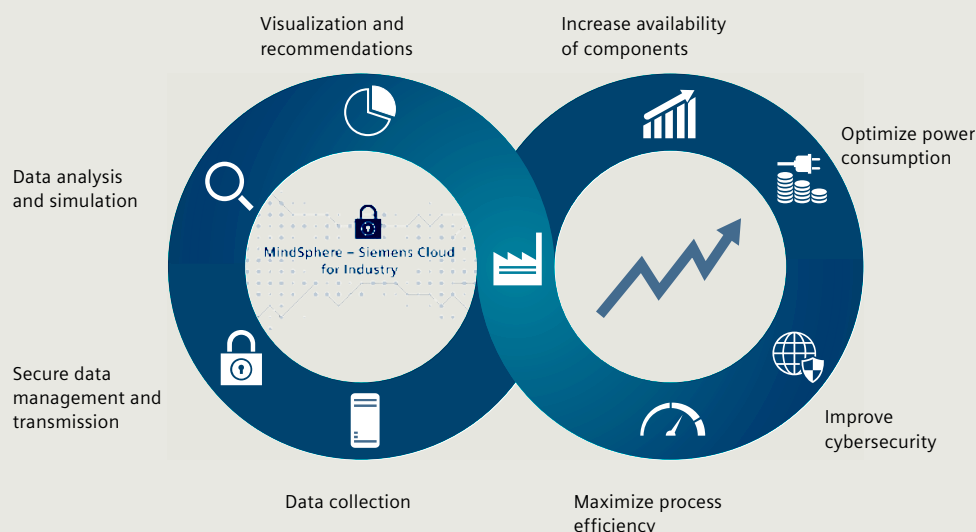 Visualization and
recommendations
Increase availability
of components
Optimize power
consumption
Data analysis
and simulation
MindSphere – Siemens Cloud
for Industry
Secure data
management and
transmission
Improve
cybersecurity
Data collection
Maximize process
efficiency